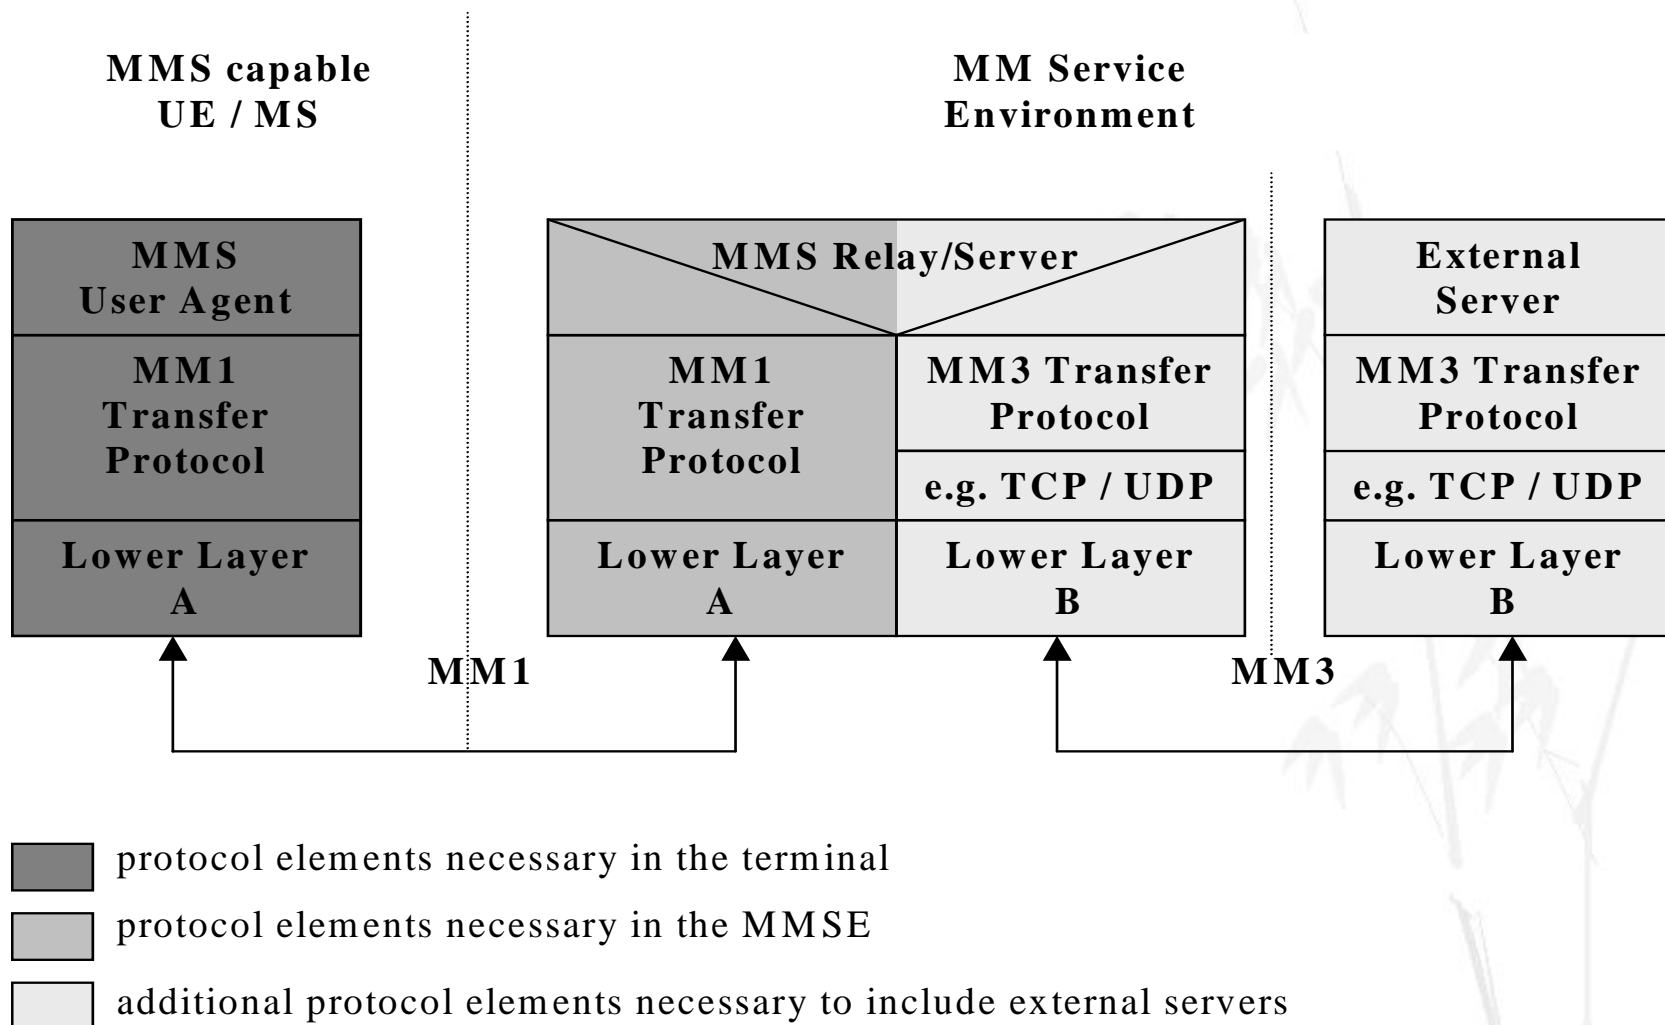 MMS capable
UE / MS
MM Service
Environment
MMS
User Agent
MM1
Transfer
Protocol
Lower Layer
A
MMS Relay/Server
MM1
Transfer
Protocol
Lower Layer
A
MM3 Transfer
Protocol
e.g. TCP / UDP
Lower Layer
B
External
Server
MM3 Transfer
Protocol
e.g. TCP / UDP
Lower Layer
B
MM1
MM3
protocol elements necessary in the terminal
protocol elements necessary in the MMSE
additional protocol elements necessary to include external servers